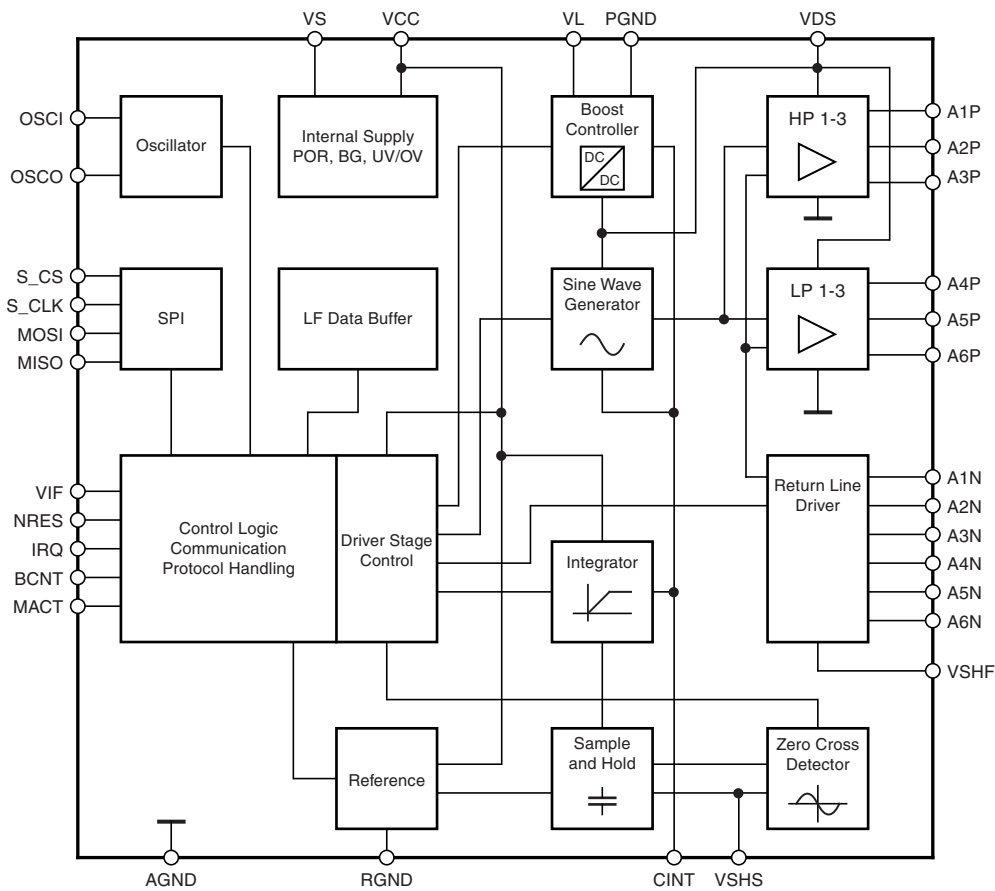 VS
VCC
VL
PGND
VDS
OSCI
OSCO
Oscillator
Internal Supply
POR, BG, UV/OV
Boost
Controller
DC
DC
HP 1-3
A1P
A2P
A3P
S_CS
S_CLK
MOSI
MISO
SPI
LF Data Buffer
Sine Wave
Generator
LP 1-3
A4P
A5P
A6P
VIF
NRES
IRQ
BCNT
MACT
Control Logic
Communication
Protocol Handling
Driver Stage
Control
Integrator
Return Line
Driver
A1N
A2N
A3N
A4N
A5N
A6N
VSHF
Reference
Sample
and Hold
Zero Cross
Detector
AGND
RGND
CINT
VSHS